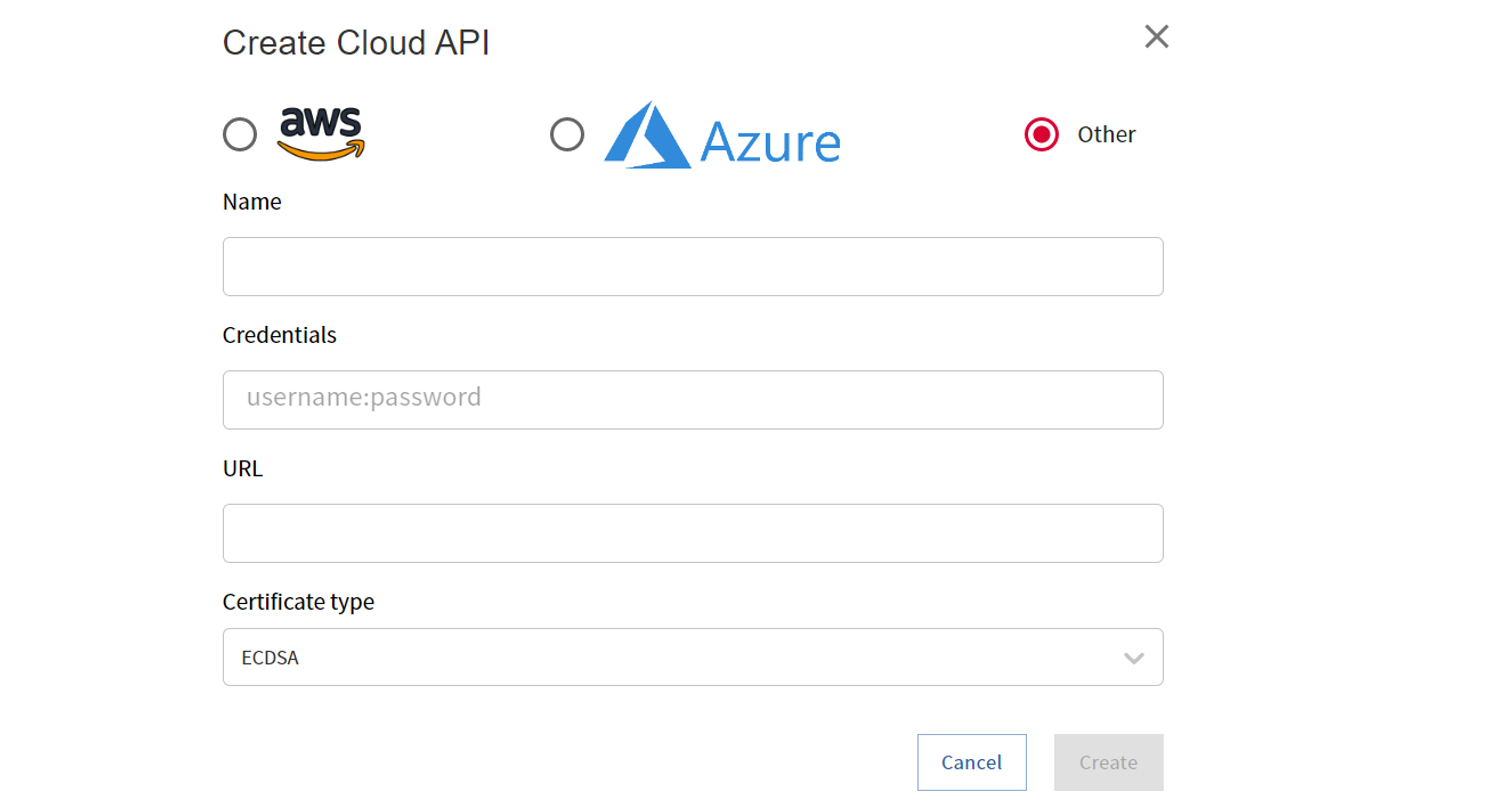 Create Cloud API
aws Azure Other
Name
Credentials
username:password
URL
Certificate type
ECDSA
Cancel Create